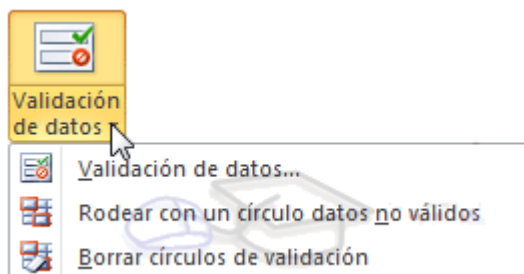 Validación
de datos
Validación de datos...
Rodear con un círculo datos no válidos
Borrar círculos de validación